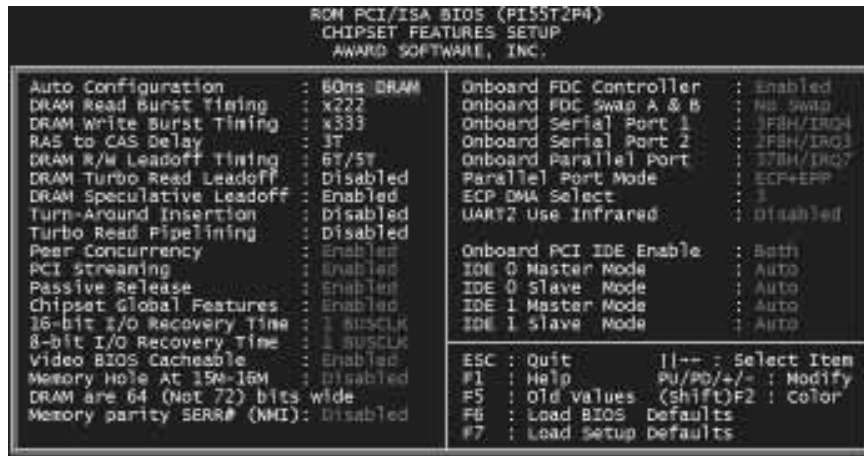 ROM PCI/ISA BIOS (PI55T2P4)
CHIPSET FEATURES SETUP
AWARD SOFTWARE, INC.
Auto Configuration : 60ns DRAM
DRAM Read Burst Timing : x222
DRAM Write Burst Timing : x333
RAS to CAS Delay : 3T
DRAM R/W Leadoff Timing : 6T/5T
DRAM Turbo Read Leadoff : Disabled
DRAM Speculative Leadoff : Enabled
Turn-Around Insertion : Disabled
Turbo Read Pipelining : Disabled
Peer Concurrency : Enabled
PCI Streaming : Enabled
Passive Release : Enabled
Chipset Global Features : Enabled
16-bit I/O Recovery Time : 1 BUSCLK
8-bit I/O Recovery Time : 1 BUSCLK
Video BIOS Cacheable : Enabled
Memory Hole At 15M-16M : Disabled
DRAM are 64 (Not 72) bits wide
Memory parity SERR# (NMI): Disabled
Onboard FDC Controller : Enabled
Onboard FDC Swap A & B : No Swap
Onboard Serial Port 1 : 3F8H/IRQ4
Onboard Serial Port 2 : 2F8H/IRQ3
Onboard Parallel Port : 378H/IRQ7
Parallel Port Mode : ECP+EPP
ECP DMA Select : 3
UART2 Use Infrared : Disabled
Onboard PCI IDE Enable : Both
IDE 0 Master Mode : Auto
IDE 0 Slave Mode : Auto
IDE 1 Master Mode : Auto
IDE 1 Slave Mode : Auto
ESC : Quit : Select Item
F1 : Help PU/PD/+/- : Modify
F5 : Old Values (Shift)F2 : Color
F6 : Load BIOS Defaults
F7 : Load Setup Defaults